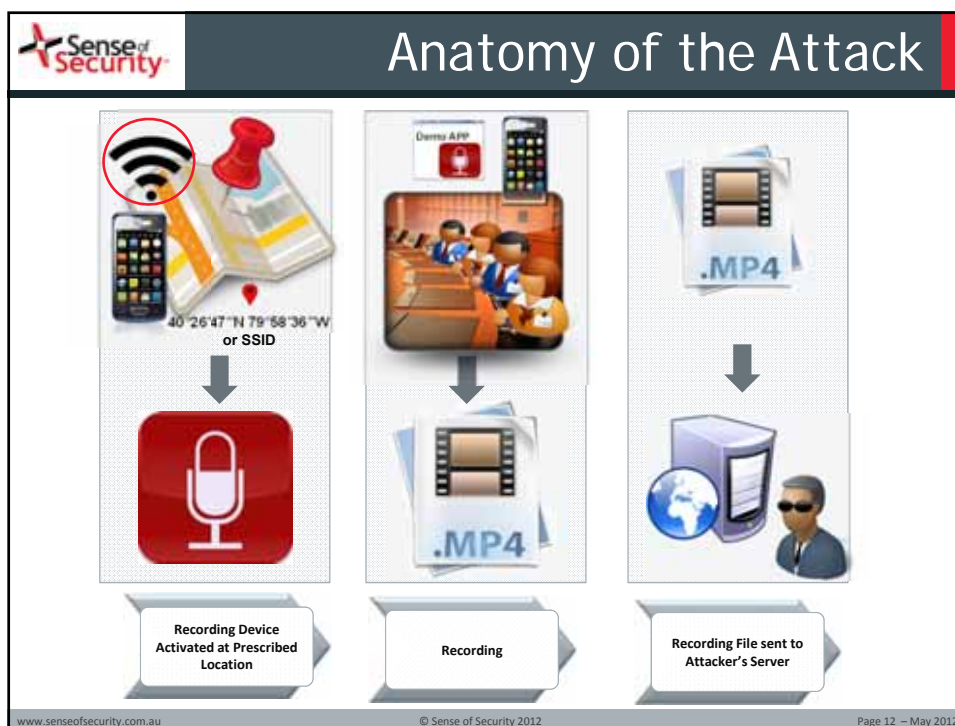 Sense of
Security
Anatomy of the Attack
40°26'47"N 79°58'36"W
or SSID
Demo APP
.MP4
.MP4
Recording Device
Activated at Prescribed
Location
Recording
Recording File sent to
Attacker's Server
www.senseofsecurity.com.au
© Sense of Security 2012
Page 12 – May 2012